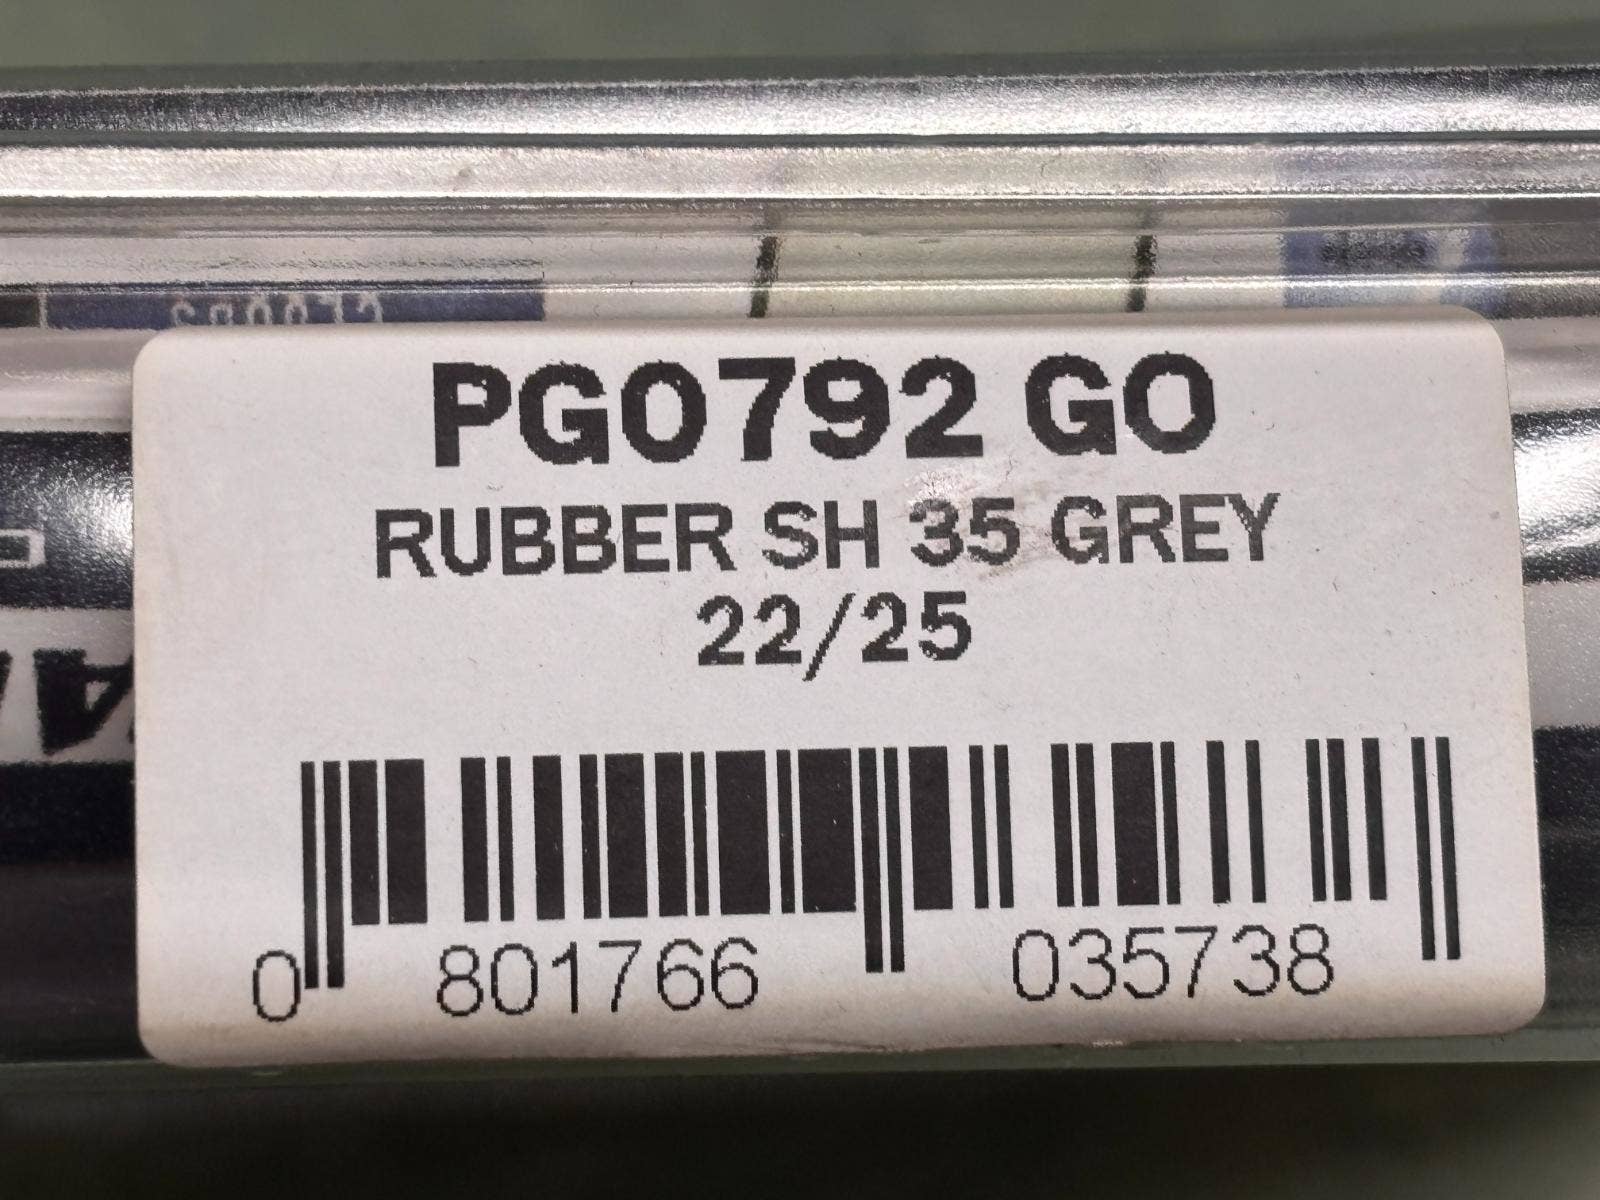 PG0792 GO
RUBBER SH 35 GREY
22/25
0 801766 035738